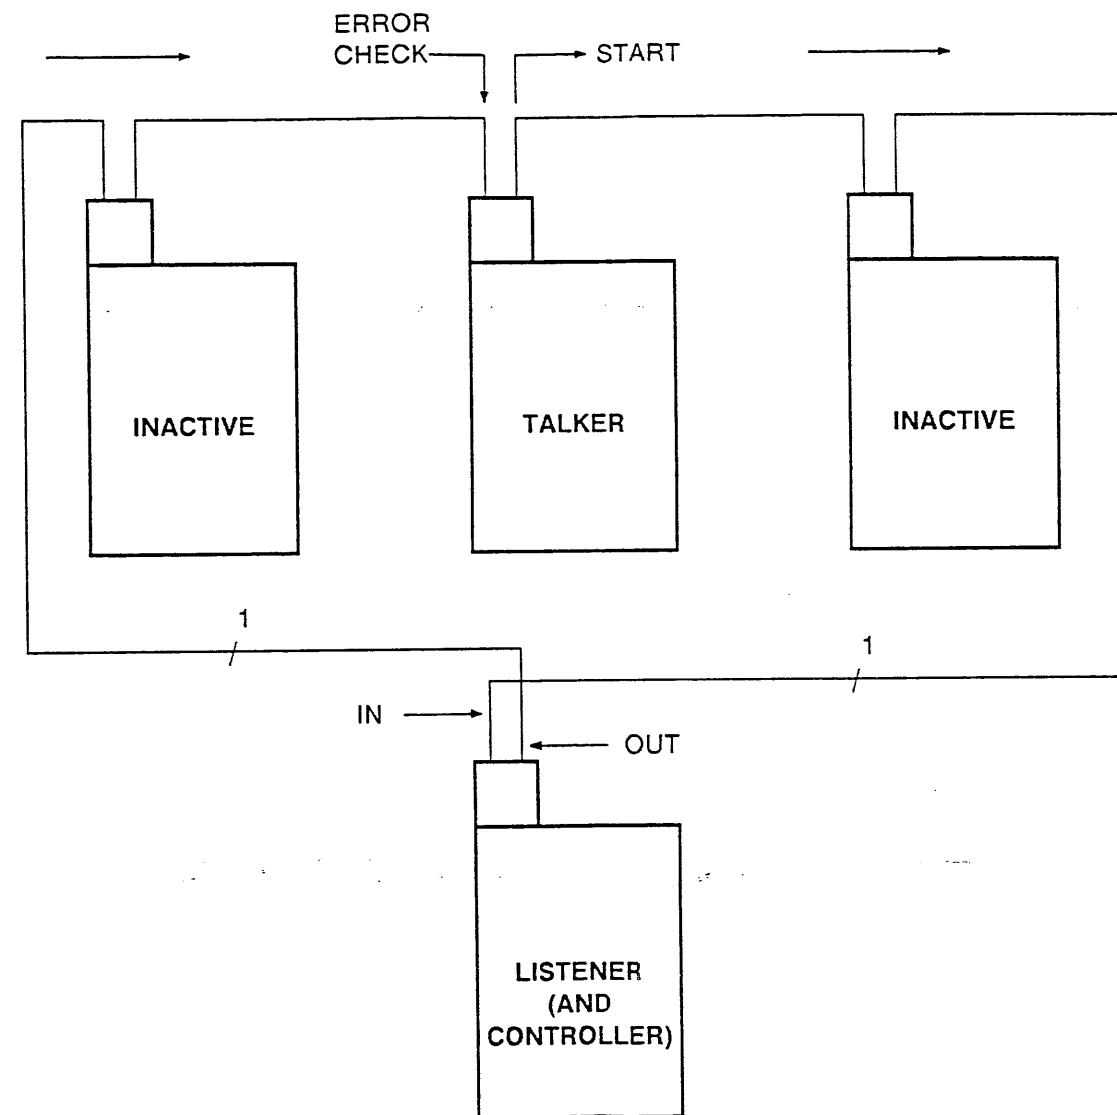 ERROR
CHECK
START
INACTIVE
TALKER
INACTIVE
1
1
IN
OUT
LISTENER
(AND
CONTROLLER)